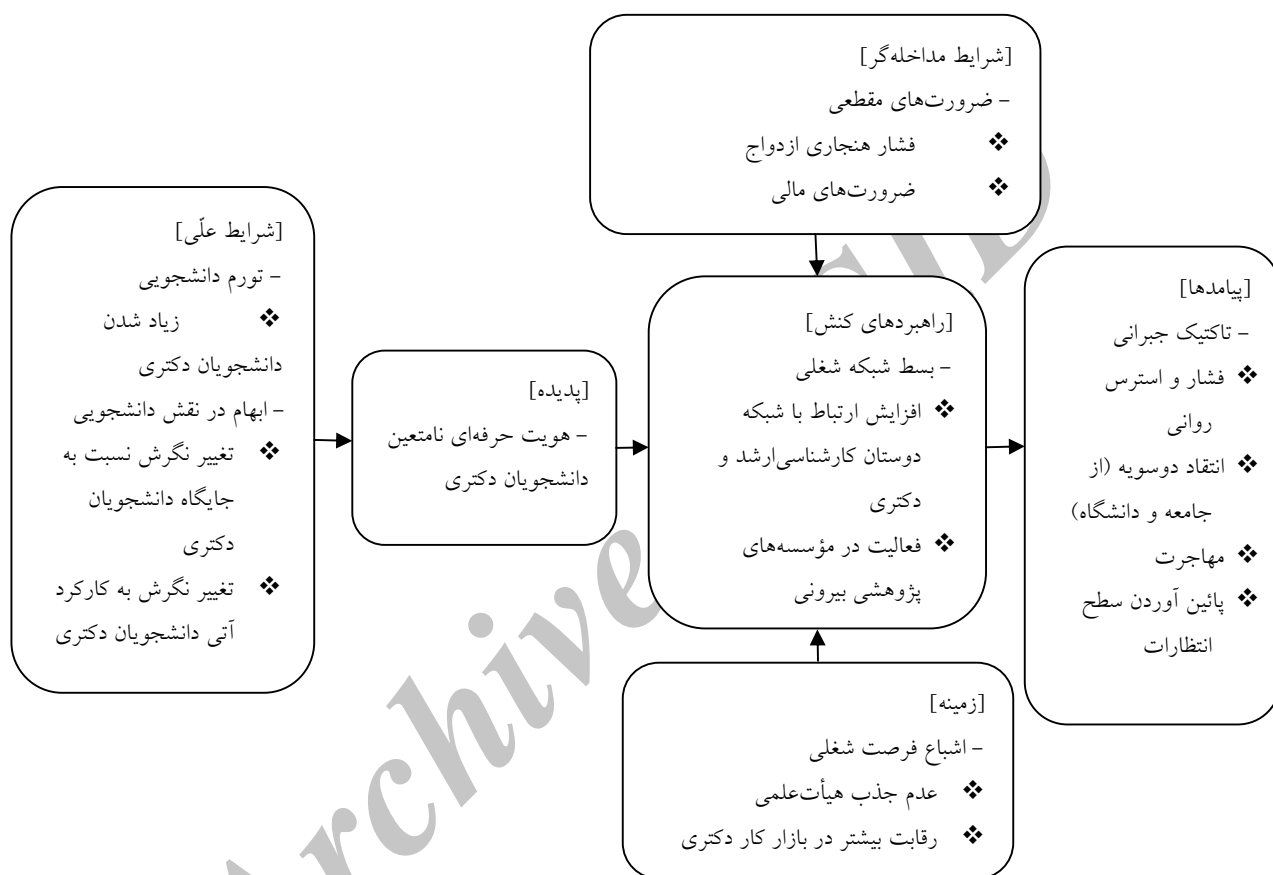 [شرایط مداخله‌گر]
- ضرورت‌های مقطعی
❖ فشار هنجاری ازدواج
❖ ضرورت‌های مالی
[شرایط علّی]
- تورم دانشجویی
❖ زیاد شدن
دانشجویان دکتری
- ابهام در نقش دانشجویی
❖ تغییر نگرش نسبت به
جایگاه دانشجویان
دکتری
❖ تغییر نگرش به کارکرد
آتی دانشجویان دکتری
[پدیده]
- هویت حرفه‌ای نامتعین
دانشجویان دکتری
[راهبردهای کنش]
- بسط شبکه شغلی
❖ افزایش ارتباط با شبکه
دوستان کارشناسی‌ارشد و
دکتری
❖ فعالیت در مؤسسه‌های
پژوهشی بیرونی
[پیامدها]
- تاکتیک جبرانی
❖ فشار و استرس
روانی
❖ انتقاد دوسویه (از
جامعه و دانشگاه)
❖ مهاجرت
❖ پائین آوردن سطح
انتظارات
[زمینه]
- اشباع فرصت شغلی
❖ عدم جذب هیأت‌علمی
❖ رقابت بیشتر در بازار کار دکتری
Archive SID